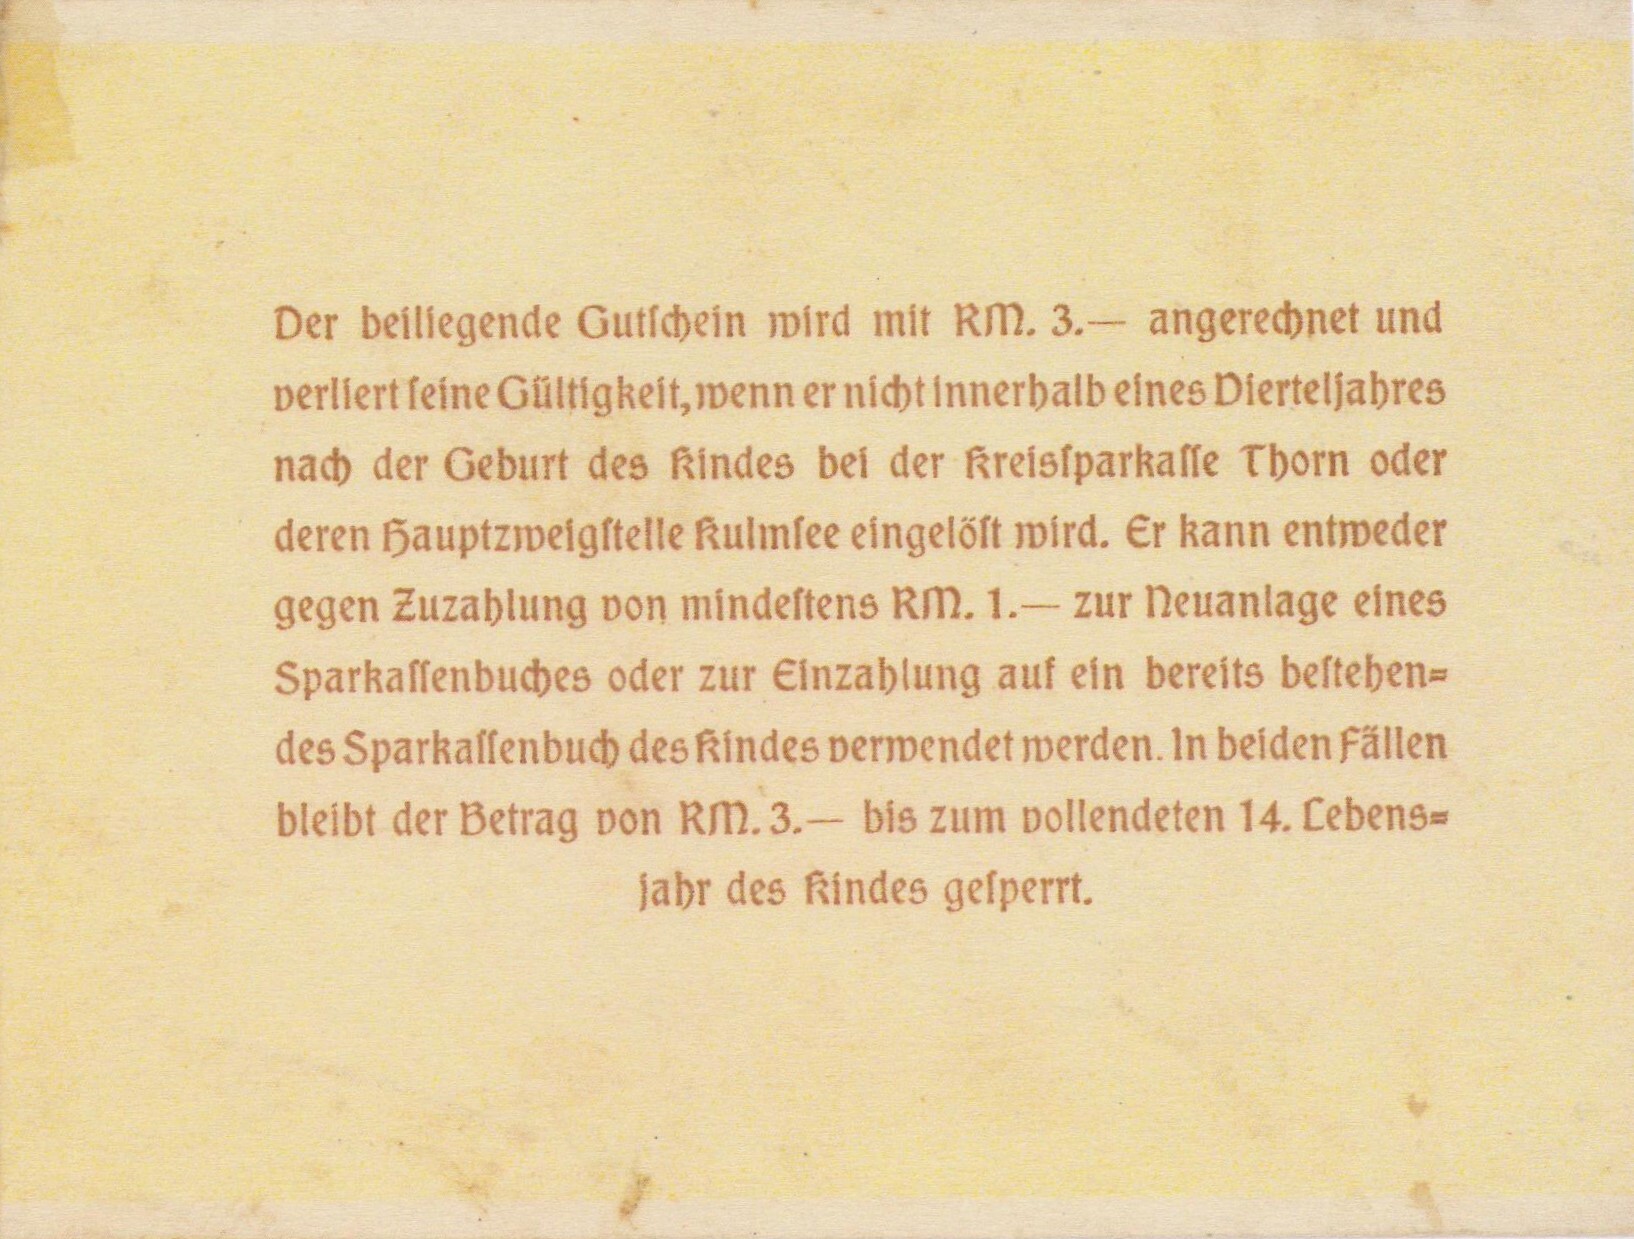 Der beiliegende Gutschein wird mit RM. 3.— angerechnet und
verliert seine Gültigkeit, wenn er nicht innerhalb eines Vierteljahres
nach der Geburt des Kindes bei der Kreissparkasse Thorn oder
deren Hauptzweigstelle Kulmsee eingelöst wird. Er kann entweder
gegen Zuzahlung von mindestens RM. 1.— zur Neuanlage eines
Sparkassenbuches oder zur Einzahlung auf ein bereits bestehen=
des Sparkassenbuch des Kindes verwendet werden. In beiden Fällen
bleibt der Betrag von RM. 3.— bis zum vollendeten 14. Lebens=
jahr des Kindes gesperrt.